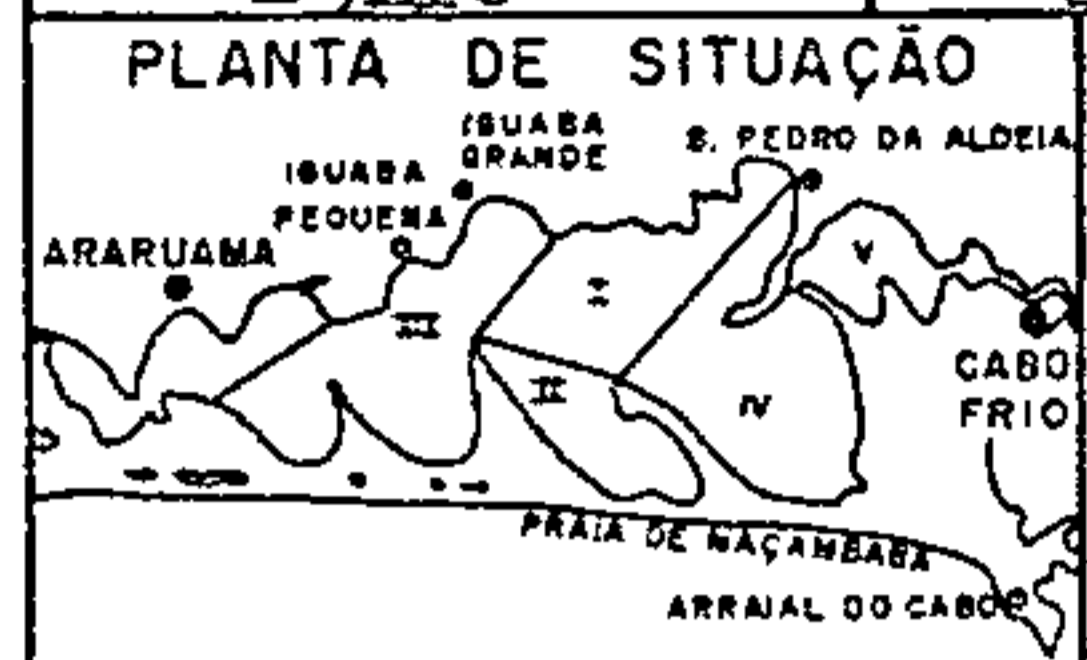 PLANTA DE SITUAÇÃO
IGUABA
GRANDE
S. PEDRO DA ALDEIA
IGUABA
PEQUENA
ARARUAMA
V
I
III
CABO
FRIO
II
IV
PRAIA DE MAÇAMBABA
ARRAIAL DO CABO